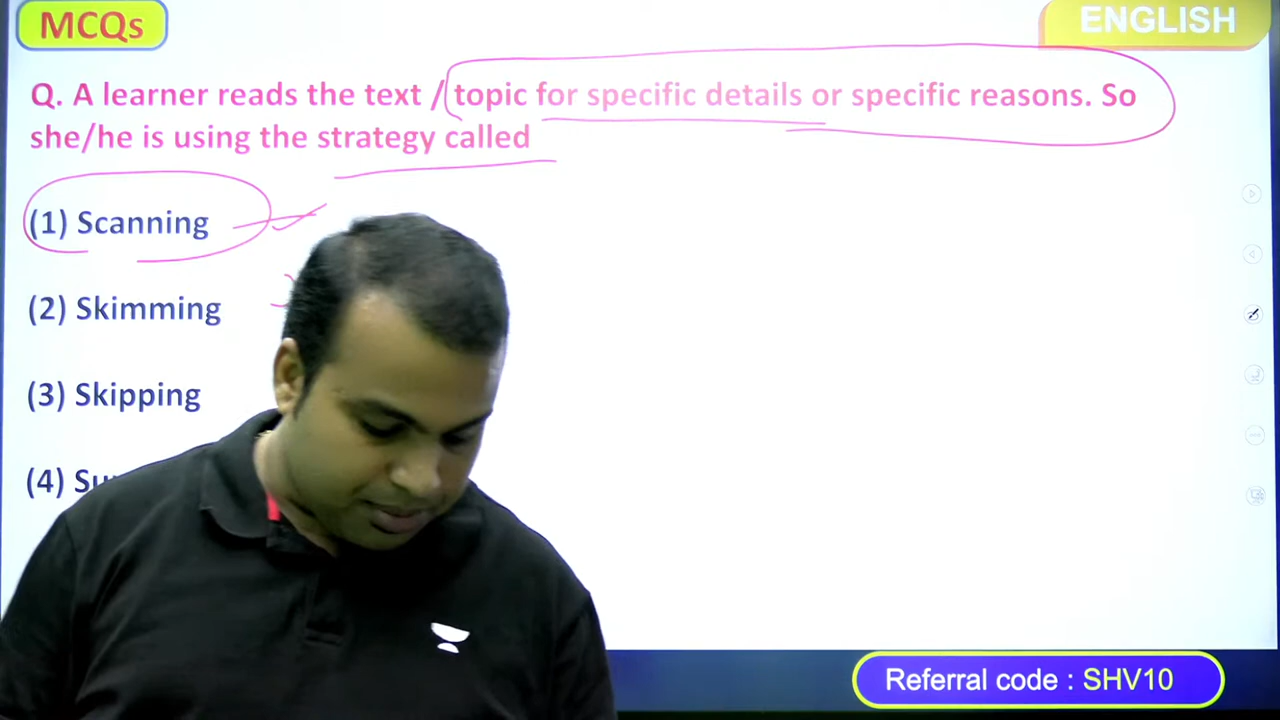 MCQs
ENGLISH
Q. A learner reads the text / topic for specific details or specific reasons. So
she/he is using the strategy called
(1) Scanning
(2) Skimming
(3) Skipping
(4)
Referral code : SHV10